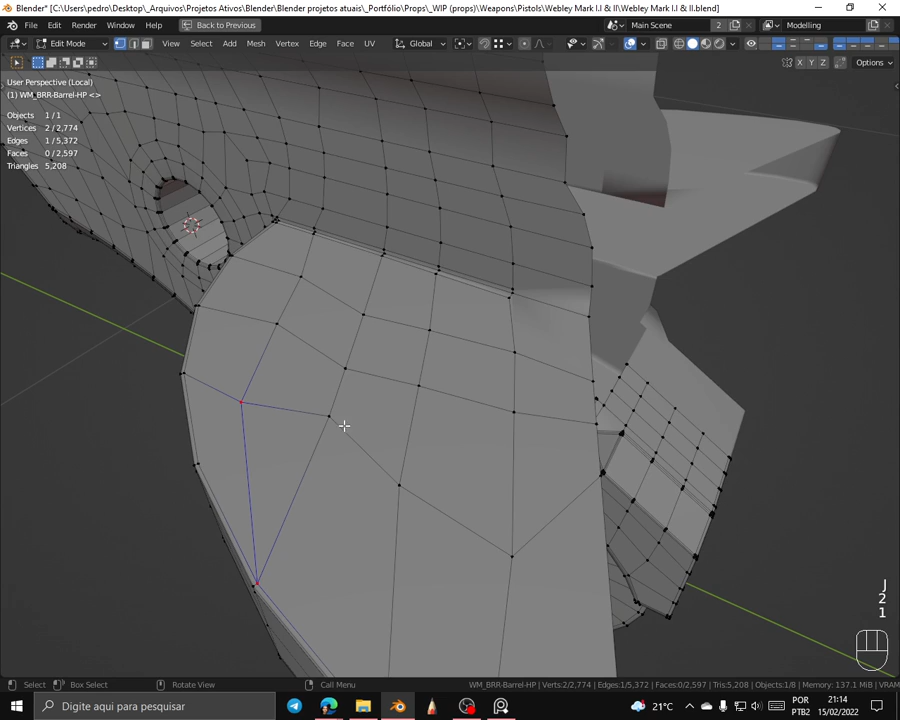 Blender* [C:\Users\pedro\Desktop\_Arquivos\Projetos Ativos\Blender\Blender projetos atuais\_Portfólio\Props\_WIP (props)\Weapons\Pistols\Webley Mark I.I & II\Webley Mark I.I & II.blend]
File Edit Render Window Help Back to Previous Main Scene 2 Modelling
Edit Mode View Select Add Mesh Vertex Edge Face UV Global
X Y Z Options
User Perspective (Local)
(1) WM_BRR-Barrel-HP <>
Objects 1/1
Vertices 2/2,774
Edges 1/5,372
Faces 0/2,597
Triangles 5,208
J
2
1
Select Box Select Rotate View Call Menu WM_BRR-Barrel-HP | Verts:2/2,774 | Edges:1/5,372 | Faces:0/2,597 | Tris:5,208 | Objects:1/8 | Memory: 137.1 MiB | VRAM
Digite aqui para pesquisar 21°C POR 21:14
PTB2 15/02/2022